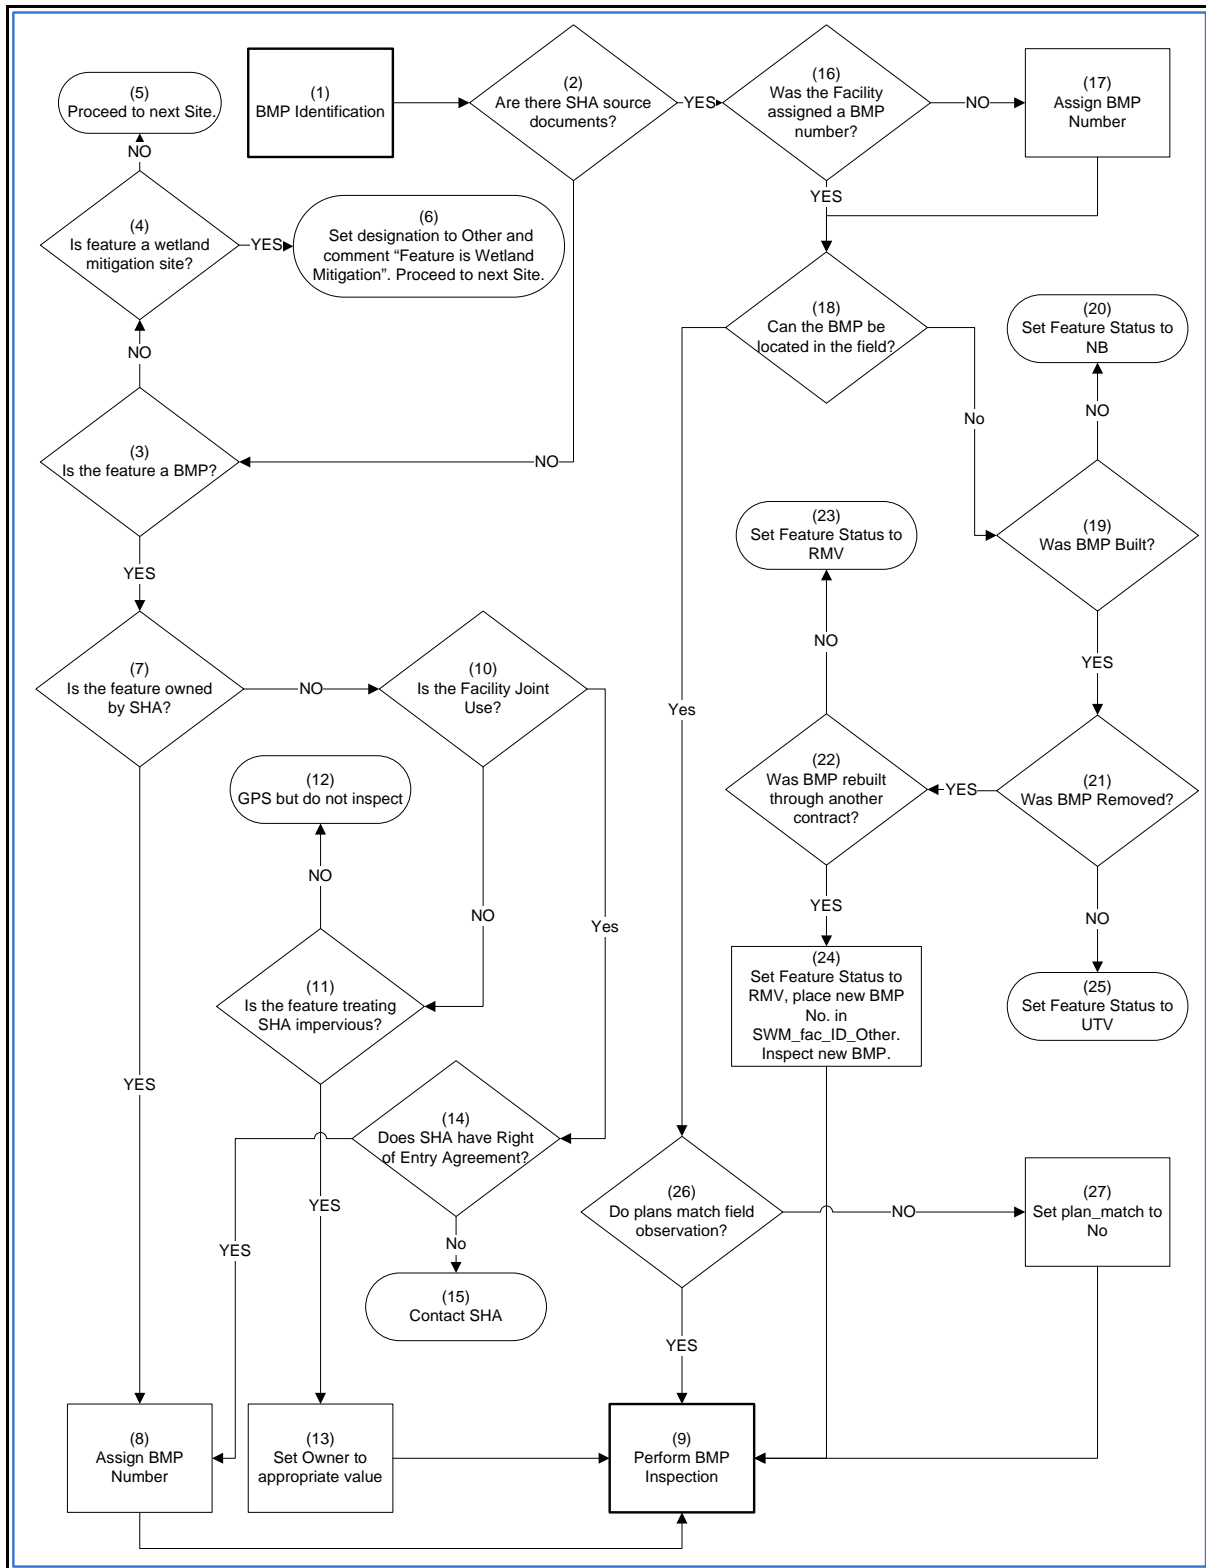 (1)
BMP Identification
(2)
Are there SHA source
documents?
YES
NO
(16)
Was the Facility
assigned a BMP
number?
NO
YES
(17)
Assign BMP
Number
(5)
Proceed to next Site.
NO
(4)
Is feature a wetland
mitigation site?
YES
(6)
Set designation to Other and
comment “Feature is Wetland
Mitigation”. Proceed to next Site.
NO
(3)
Is the feature a BMP?
YES
(18)
Can the BMP be
located in the field?
Yes
No
(20)
Set Feature Status to
NB
NO
(19)
Was BMP Built?
YES
(23)
Set Feature Status to
RMV
NO
(7)
Is the feature owned
by SHA?
NO
YES
(10)
Is the Facility Joint
Use?
NO
Yes
(22)
Was BMP rebuilt
through another
contract?
YES
YES
(21)
Was BMP Removed?
NO
(12)
GPS but do not inspect
NO
(11)
Is the feature treating
SHA impervious?
YES
(24)
Set Feature Status to
RMV, place new BMP
No. in
SWM_fac_ID_Other.
Inspect new BMP.
(25)
Set Feature Status to
UTV
(14)
Does SHA have Right
of Entry Agreement?
YES
No
(15)
Contact SHA
(26)
Do plans match field
observation?
NO
YES
(27)
Set plan_match to
No
(8)
Assign BMP
Number
(13)
Set Owner to
appropriate value
(9)
Perform BMP
Inspection